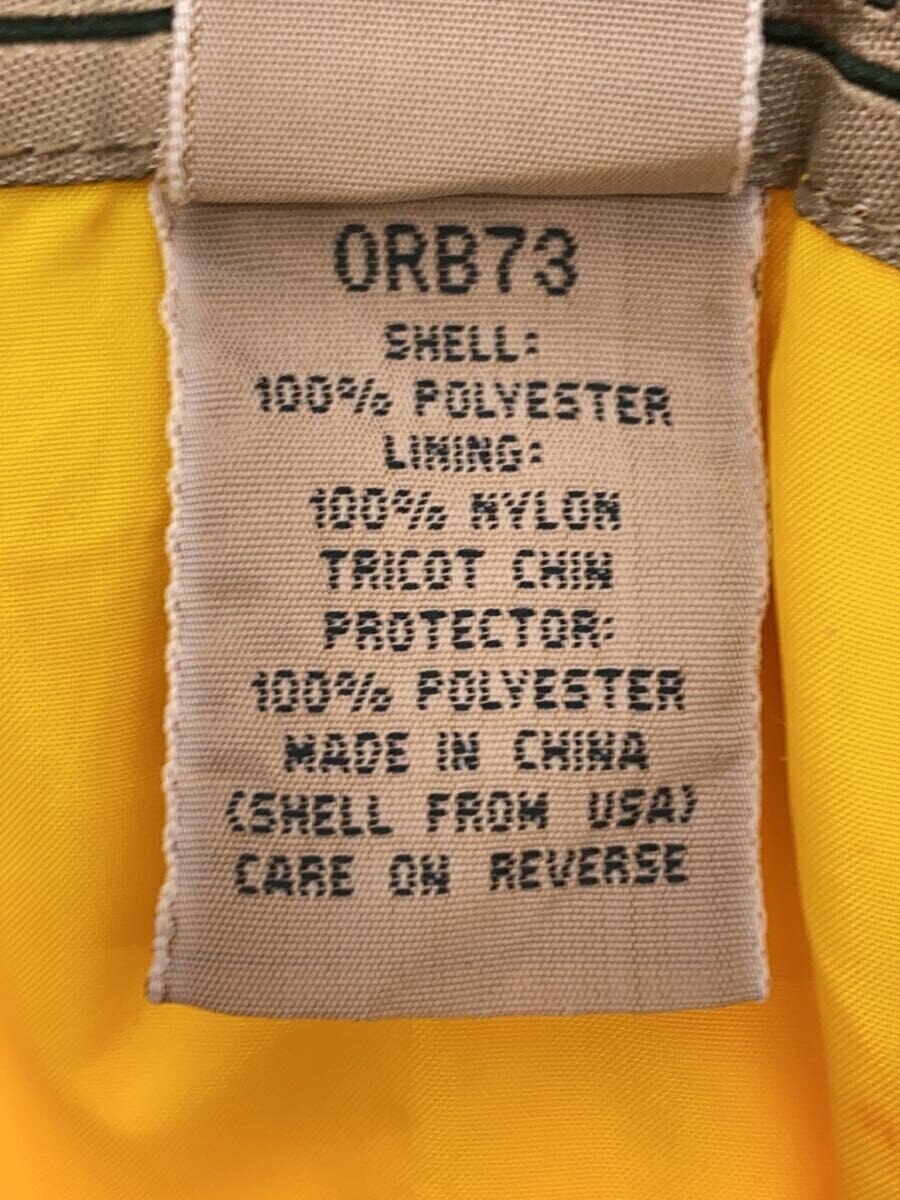 0RB73
SHELL:
100% POLYESTER
LINING:
100% NYLON
TRICOT CHIN
PROTECTOR:
100% POLYESTER
MADE IN CHINA
(SHELL FROM USA)
CARE ON REVERSE